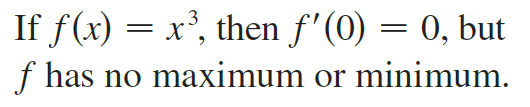 If f(x) = x³, then f′(0) = 0, but
f has no maximum or minimum.